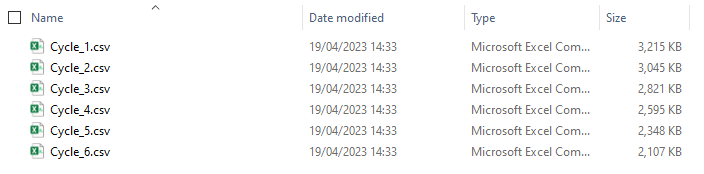 Name Date modified Type Size
Cycle_1.csv 19/04/2023 14:33 Microsoft Excel Com... 3,215 KB
Cycle_2.csv 19/04/2023 14:33 Microsoft Excel Com... 3,045 KB
Cycle_3.csv 19/04/2023 14:33 Microsoft Excel Com... 2,821 KB
Cycle_4.csv 19/04/2023 14:33 Microsoft Excel Com... 2,595 KB
Cycle_5.csv 19/04/2023 14:33 Microsoft Excel Com... 2,348 KB
Cycle_6.csv 19/04/2023 14:33 Microsoft Excel Com... 2,107 KB